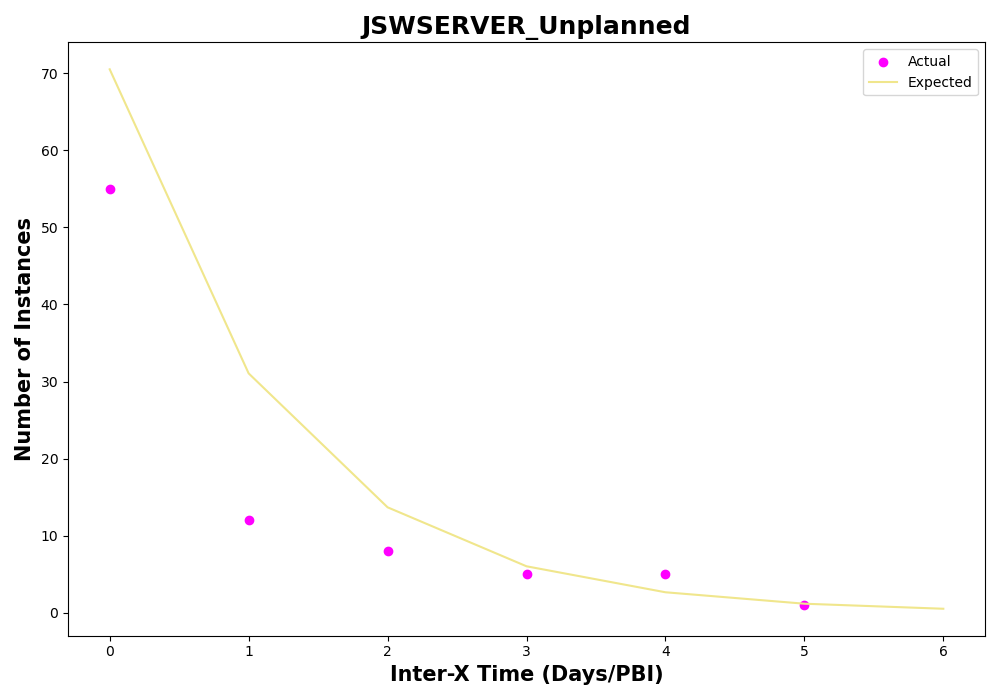 JSWSERVER_Unplanned
Actual
Expected
Number of Instances
70
60
50
40
30
20
10
0
0 1 2 3 4 5 6
Inter-X Time (Days/PBI)